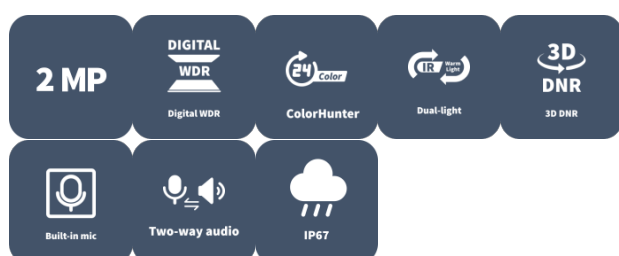 2 MP
DIGITAL
WDR
Digital WDR
24 Color
ColorHunter
IR Warm Light
Dual-light
3D
DNR
3D DNR
Built-in mic
Two-way audio
IP67